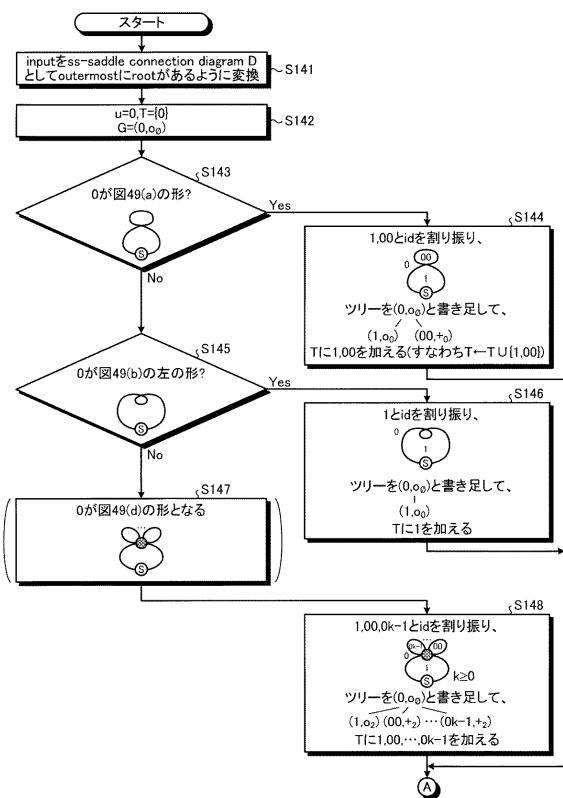 スタート
inputをss-saddle connection diagram D
としてoutermostにrootがあるように変換
S141
u=0,T={0}
G=(0,o∅)
S142
S143
0が図49(a)の形?
S
Yes
No
S144
1,00とidを割り振り、
0
00
1
S
ツリーを(0,o∅)と書き足して、
(1,o₀) (00,+₀)
Tに1,00を加える(すなわちT←T∪{1,00})
S145
0が図49(b)の左の形?
S
Yes
No
S146
1とidを割り振り、
0
1
S
ツリーを(0,o∅)と書き足して、
(1,o₀)
Tに1を加える
S147
0が図49(d)の形となる
…
S
S148
1,00,0k-1とidを割り振り、
…
0k-1
00
0
1
S
k≥0
ツリーを(0,o∅)と書き足して、
(1,o₂) (00,+₂) …(0k-1,+₂)
Tに1,00,…,0k-1を加える
A